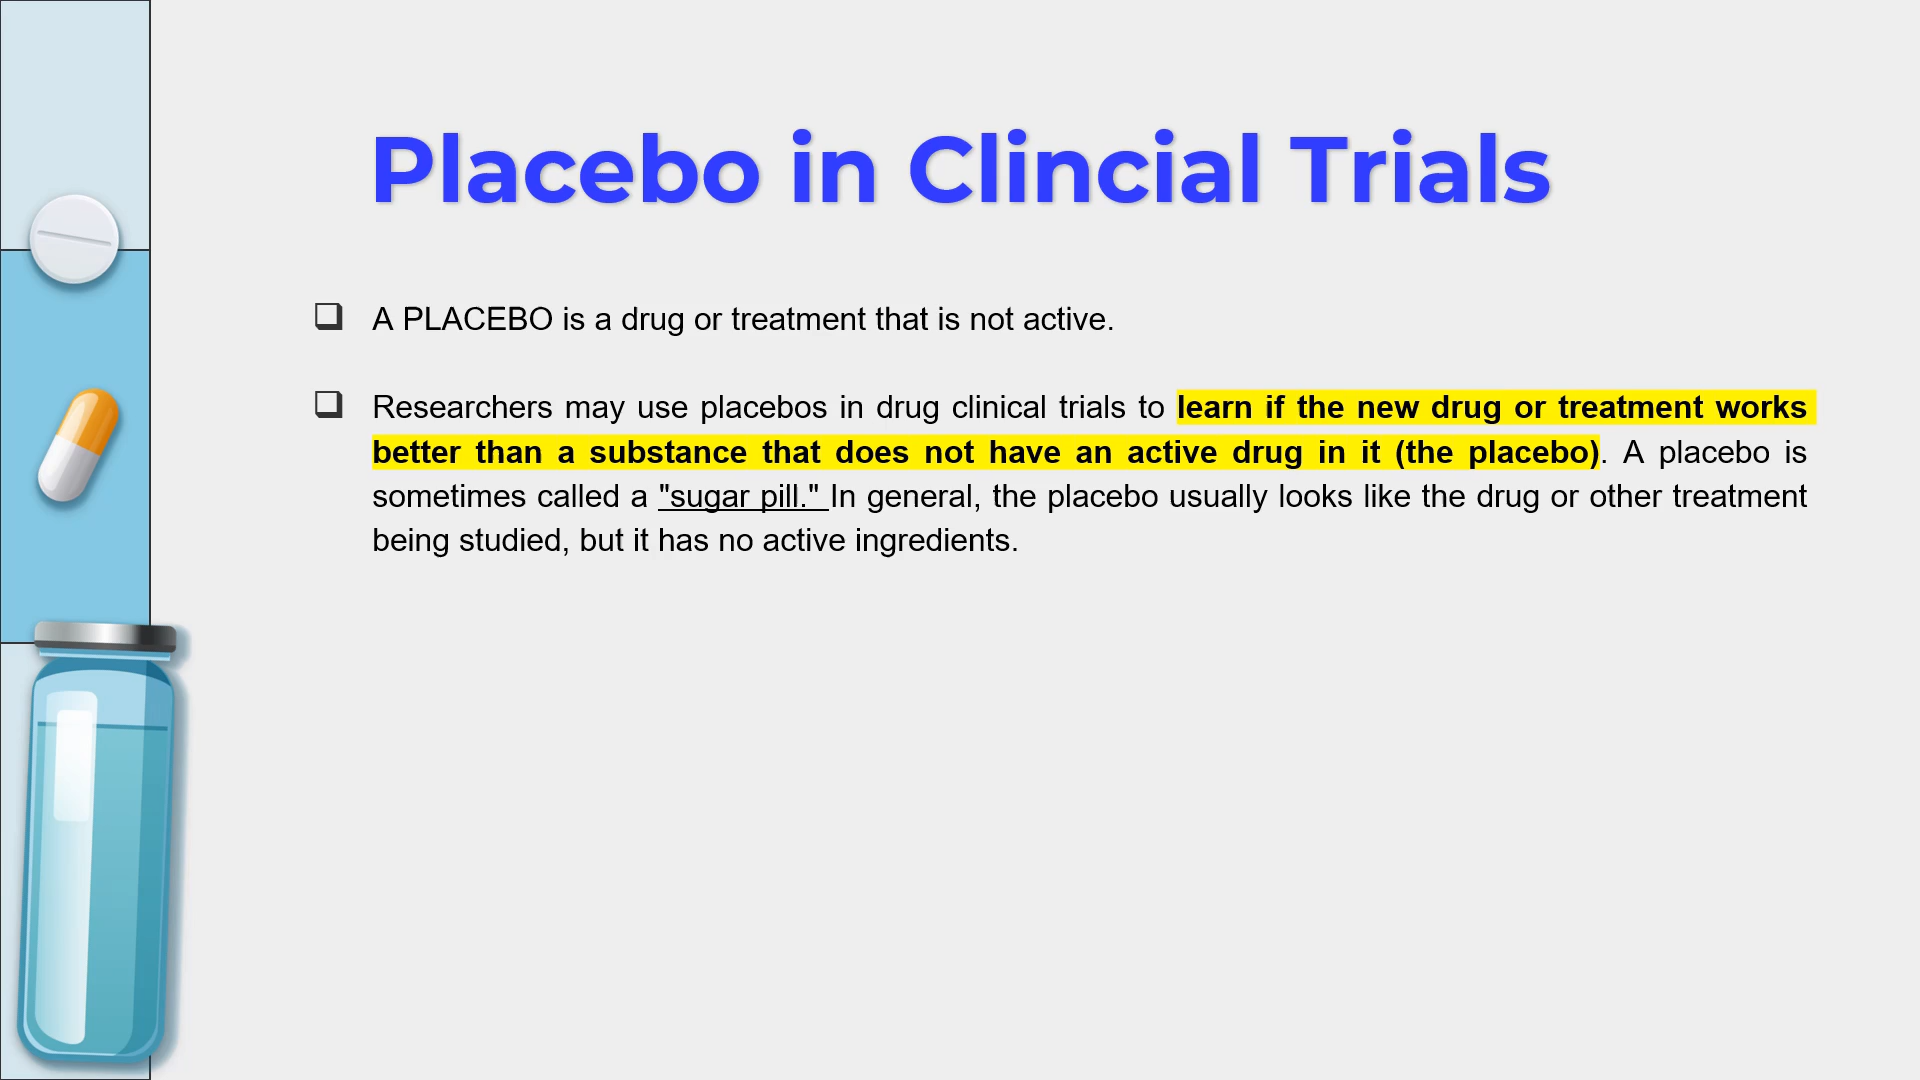 Placebo in Clincial Trials
❑ A PLACEBO is a drug or treatment that is not active.
❑ Researchers may use placebos in drug clinical trials to learn if the new drug or treatment works
better than a substance that does not have an active drug in it (the placebo). A placebo is
sometimes called a "sugar pill." In general, the placebo usually looks like the drug or other treatment
being studied, but it has no active ingredients.